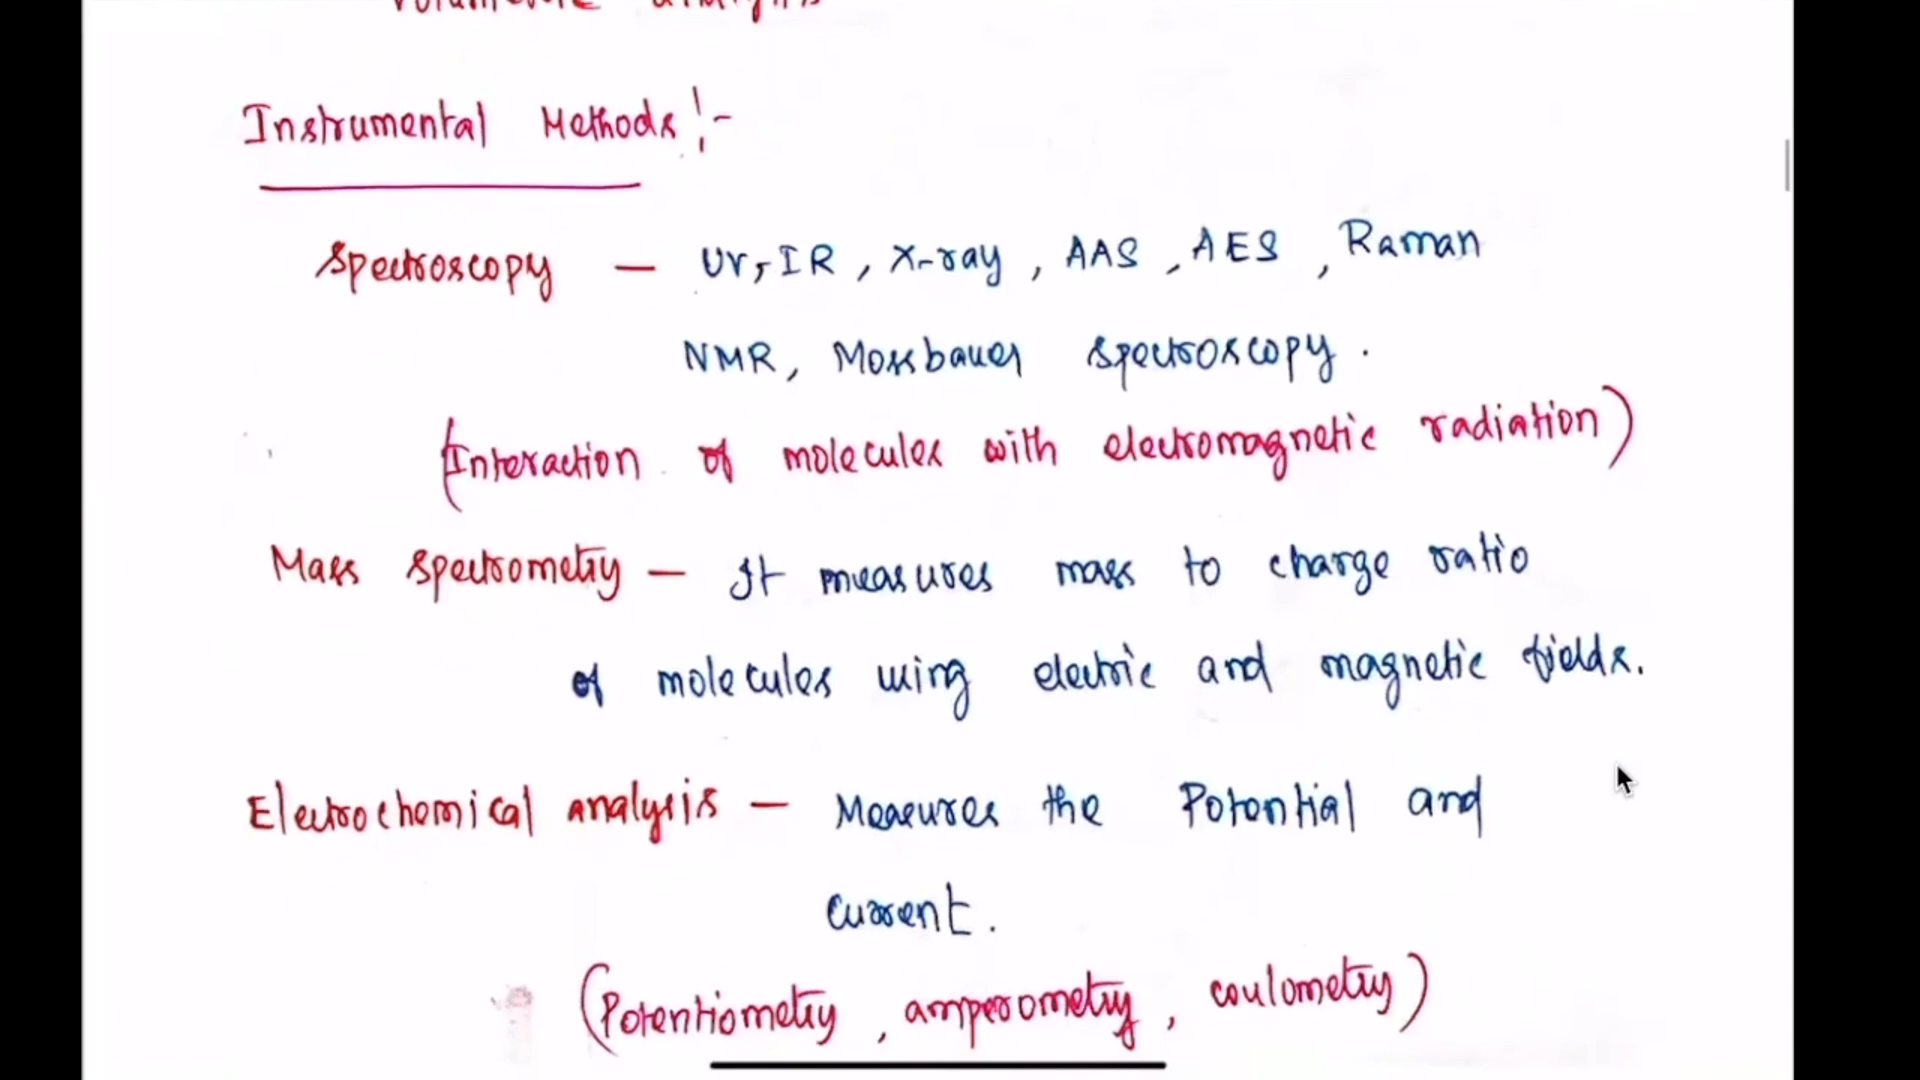 Volumetric analysis
Instrumental Methods :-
Spectroscopy — UV, IR, X-ray, AAS, AES, Raman
NMR, Mossbauer spectroscopy.
(Interaction of molecules with electromagnetic radiation)
Mass spectrometry — It measures mass to charge ratio
of molecules using electric and magnetic fields.
Electrochemical analysis — Measures the Potential and
current.
(Potentiometry, amperometry, coulometry)